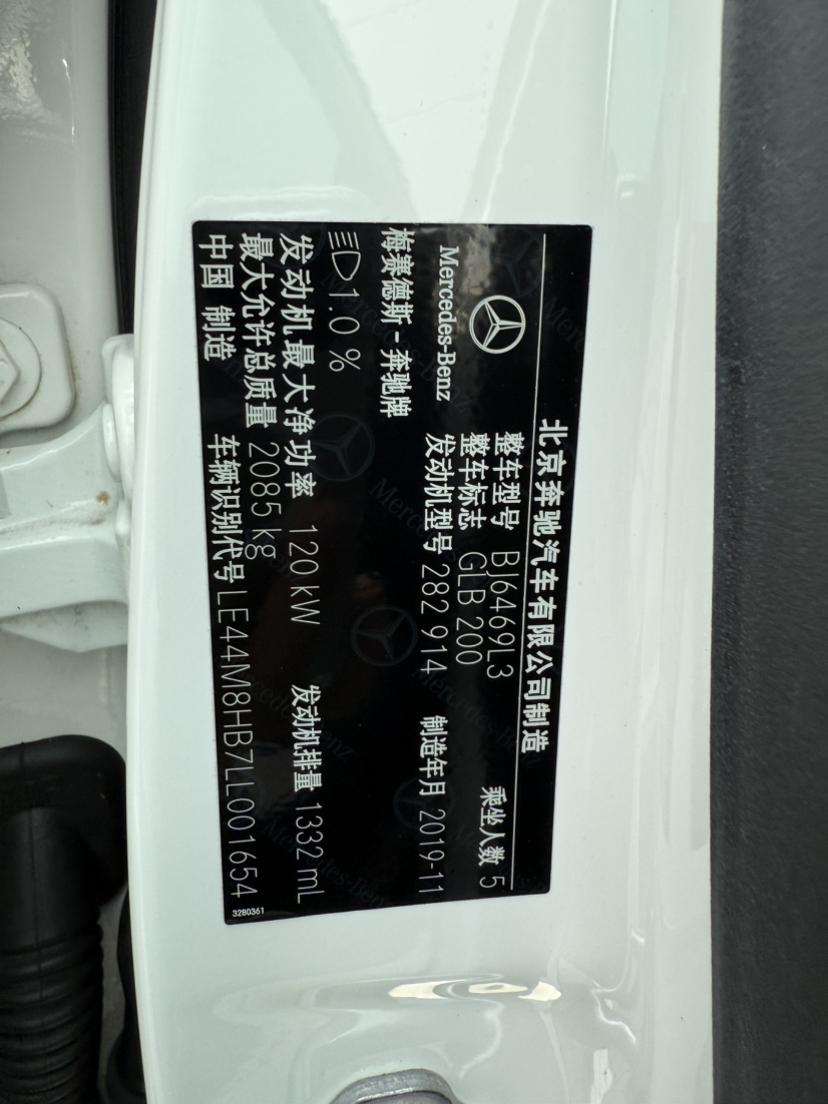 北京奔驰汽车有限公司制造
Mercedes-Benz
整车型号 BJ6469L3 乘坐人数 5
整车标志 GLB 200
梅赛德斯-奔驰牌 发动机型号 282 914 制造年月 2019-11
1.0 %
发动机最大净功率 120 kW 发动机排量 1332 mL
最大允许总质量 2085 kg
中国 制造 车辆识别代号 LE44M8HB7LL001654
3280361